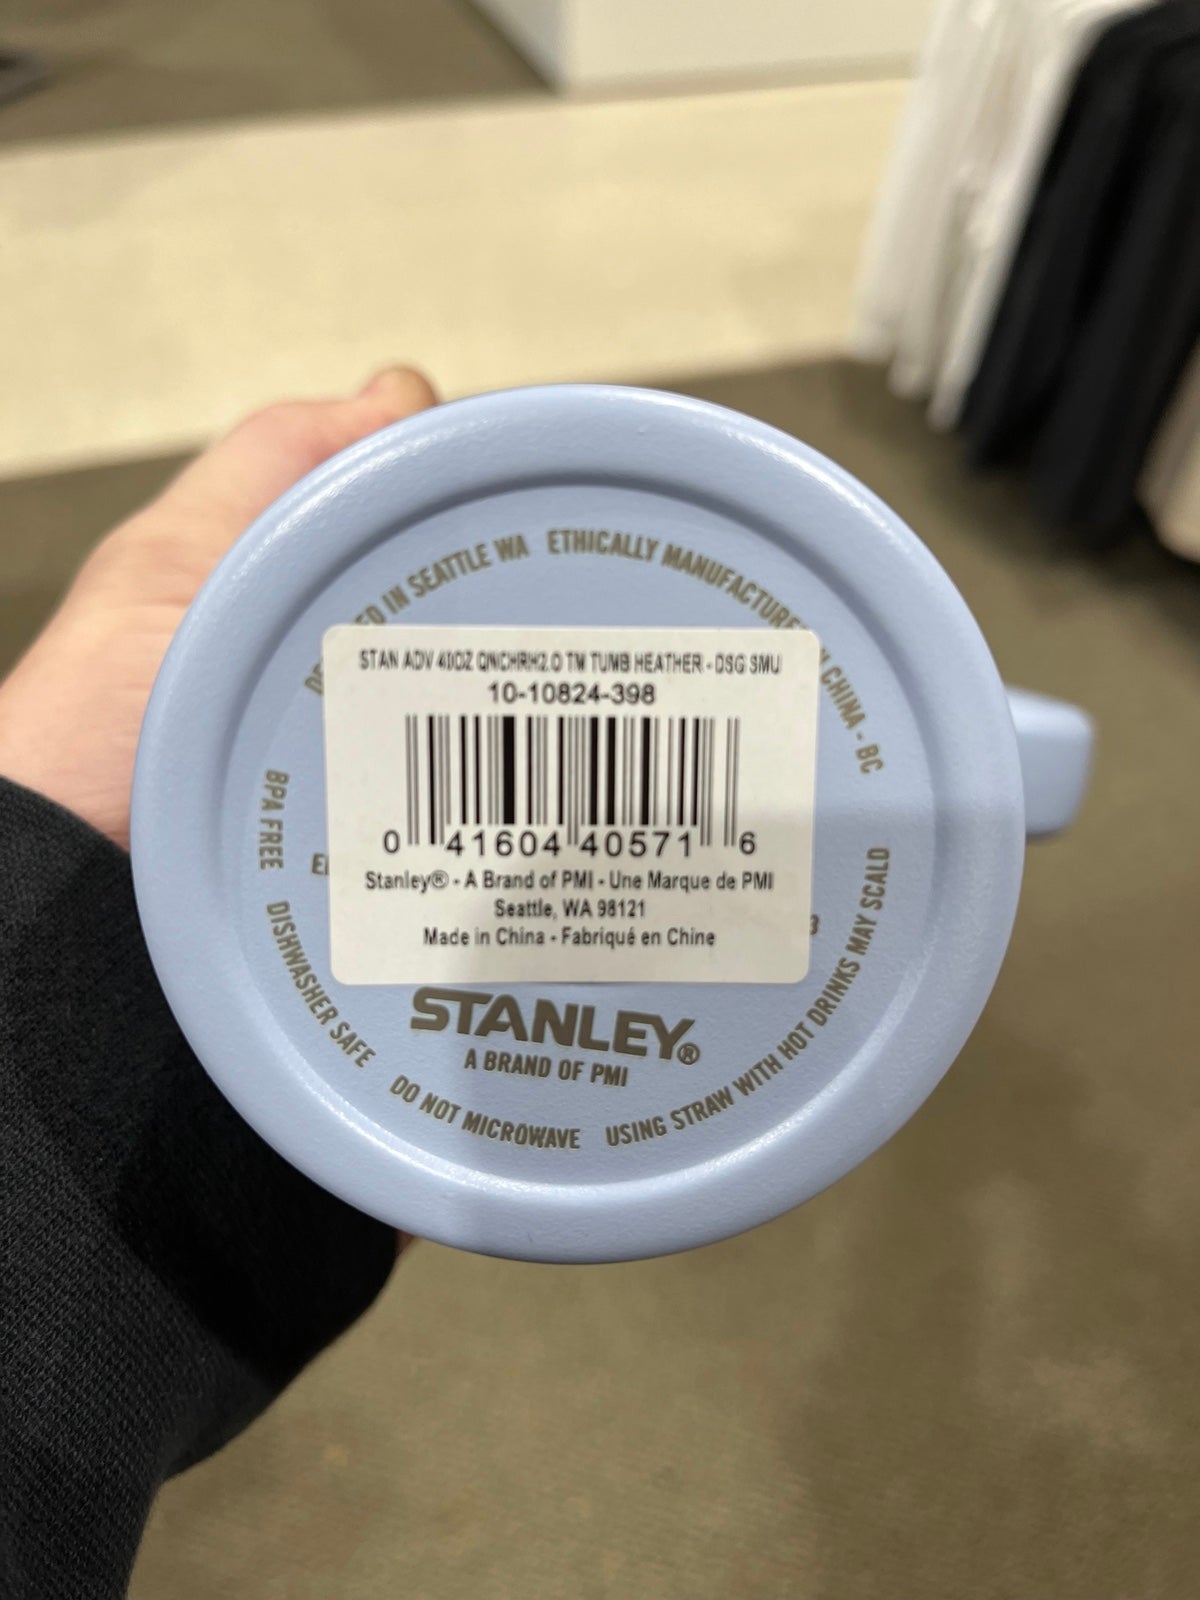 IN SEATTLE WA ETHICALLY MANUFACTURED CHINA - BC
STAN ADV 40OZ QNCHRH2.0 TM TUMB HEATHER - DSG SMU
10-10824-398
0 41604 40571 6
Stanley® - A Brand of PMI - Une Marque de PMI
Seattle, WA 98121
Made in China - Fabriqué en Chine
STANLEY®
A BRAND OF PMI
BPA FREE
DISHWASHER SAFE
DO NOT MICROWAVE
USING STRAW WITH HOT DRINKS MAY SCALD